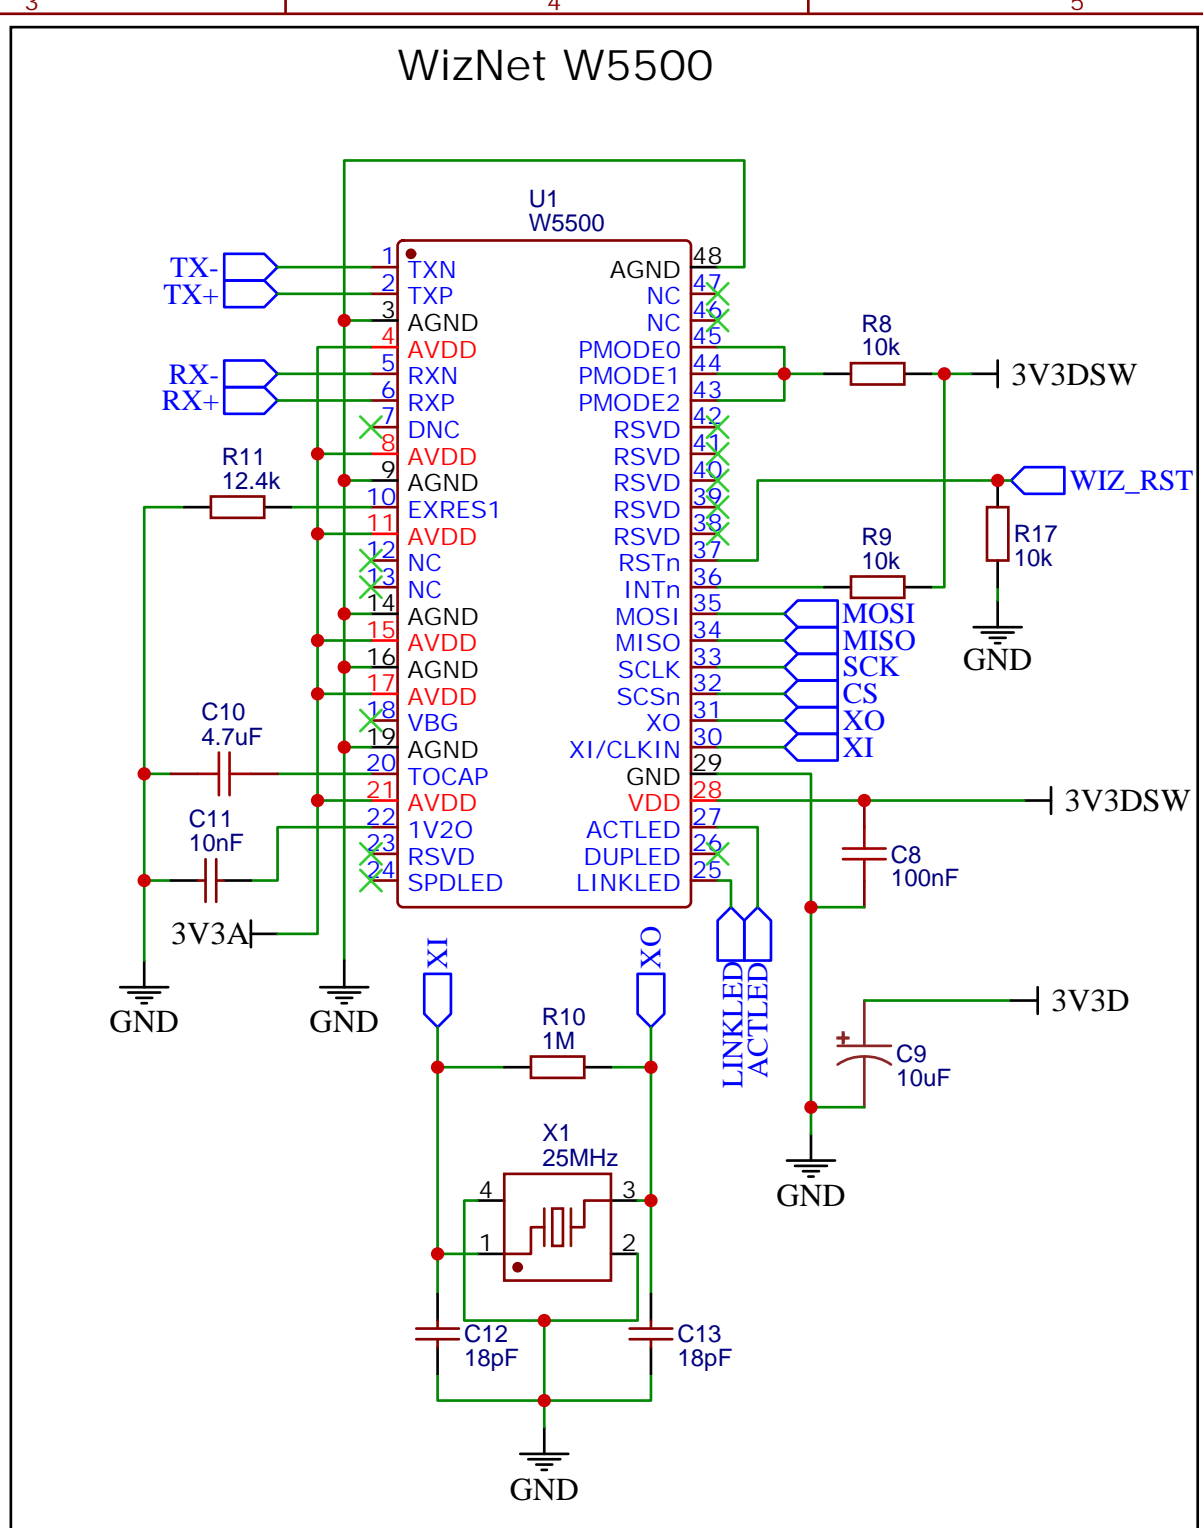 3 4 5
WizNet W5500
U1
W5500
TX- 1 TXN
TX+ 2 TXP
3 AGND
4 AVDD
RX- 5 RXN
RX+ 6 RXP
7 DNC
8 AVDD
9 AGND
10 EXRES1
11 AVDD
12 NC
13 NC
14 AGND
15 AVDD
16 AGND
17 AVDD
18 VBG
19 AGND
20 TOCAP
21 AVDD
22 1V2O
23 RSVD
24 SPDLED
AGND 48
NC 47
NC 46
PMODE0 45
PMODE1 44
PMODE2 43
RSVD 42
RSVD 41
RSVD 40
RSVD 39
RSVD 38
RSTn 37
INTn 36
MOSI 35 MOSI
MISO 34 MISO
SCLK 33 SCK
SCSn 32 CS
XO 31 XO
XI/CLKIN 30 XI
GND 29
VDD 28
ACTLED 27
DUPLED 26
LINKLED 25
R8
10k
3V3DSW
WIZ_RST
R17
10k
GND
R9
10k
R11
12.4k
C10
4.7uF
C11
10nF
3V3A
GND
GND
3V3DSW
C8
100nF
LINKLED
ACTLED
3V3D
C9
10uF
GND
XI
XO
R10
1M
X1
25MHz
4 3
1 2
C12
18pF
C13
18pF
GND